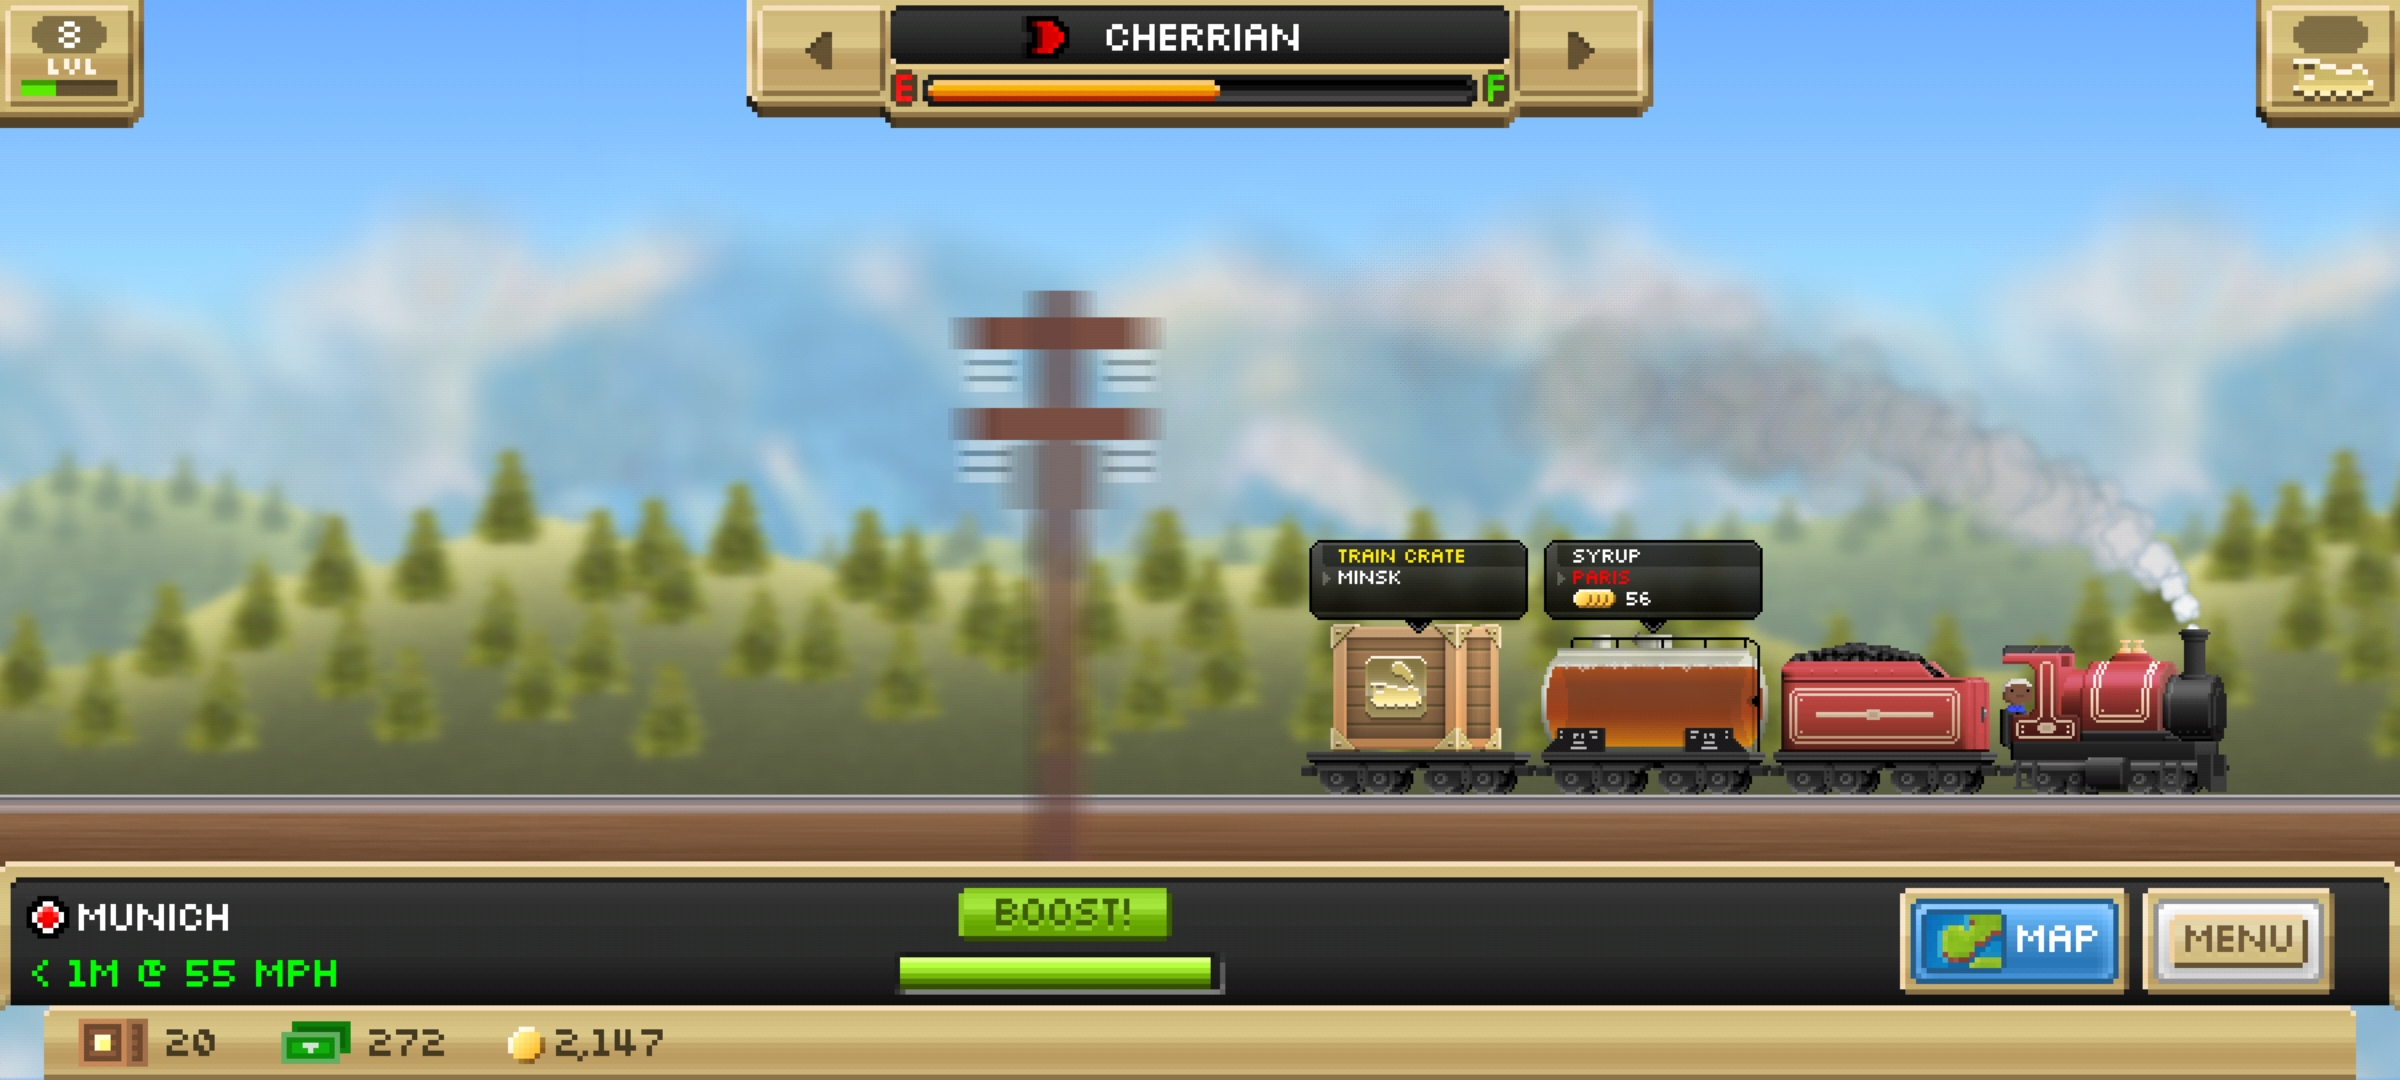 8
LVL
CHERRIAN
E F
TRAIN CRATE
MINSK
SYRUP
PARIS
56
MUNICH
< 1M @ 55 MPH
BOOST!
MAP
MENU
20
272
2,147